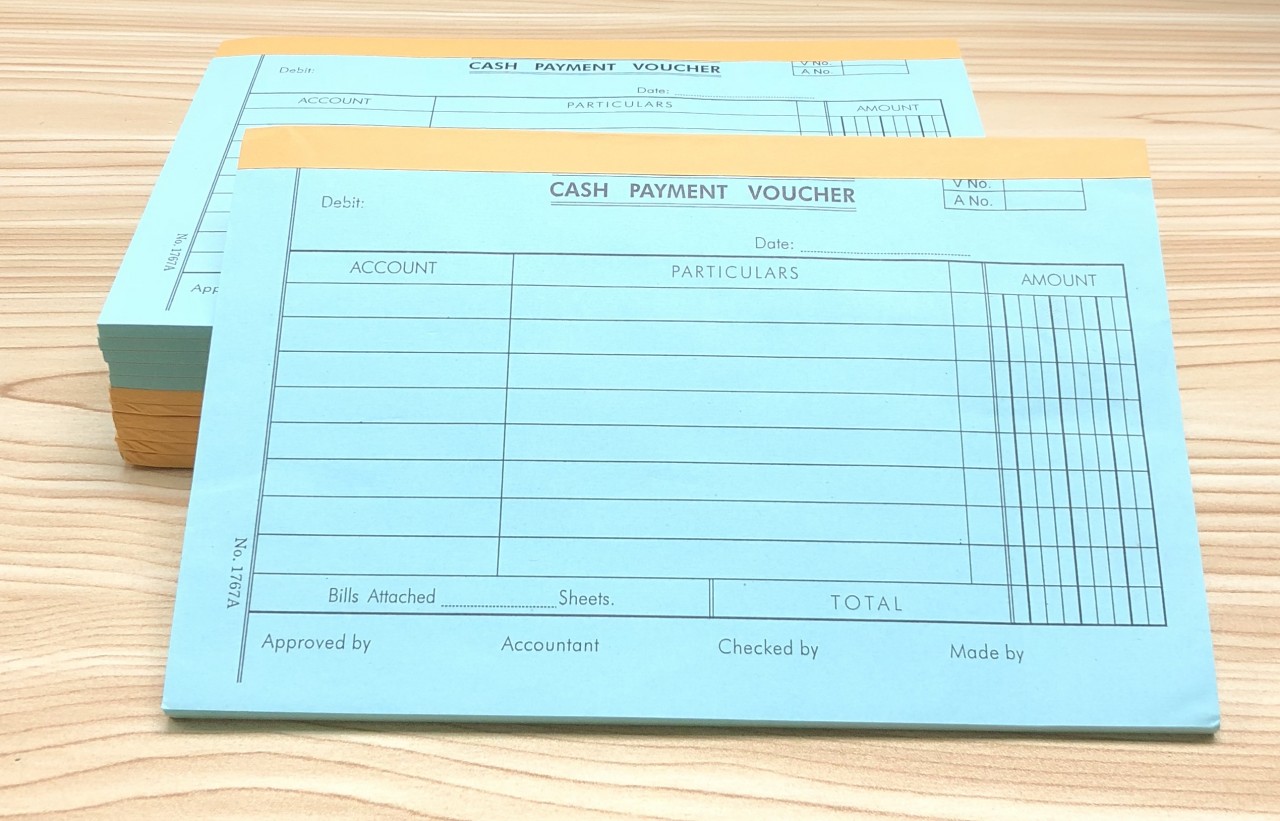 Debit:
CASH PAYMENT VOUCHER
V No.
A No.
Date:
ACCOUNT PARTICULARS AMOUNT
No. 1767A
App
CASH PAYMENT VOUCHER
V No.
A No.
Debit:
Date:
ACCOUNT PARTICULARS AMOUNT
No. 1767A
Bills Attached Sheets. TOTAL
Approved by Accountant Checked by Made by